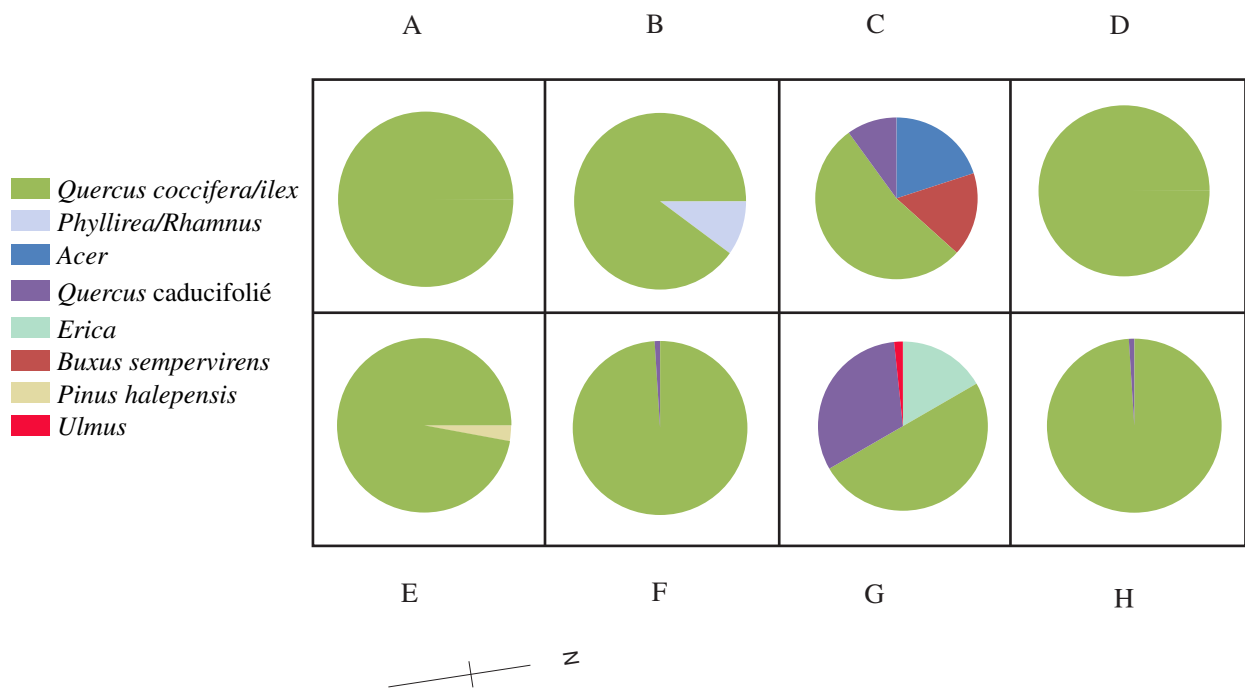 A B C D
Quercus coccifera/ilex
Phyllirea/Rhamnus
Acer
Quercus caducifolié
Erica
Buxus sempervirens
Pinus halepensis
Ulmus
E F G H
N